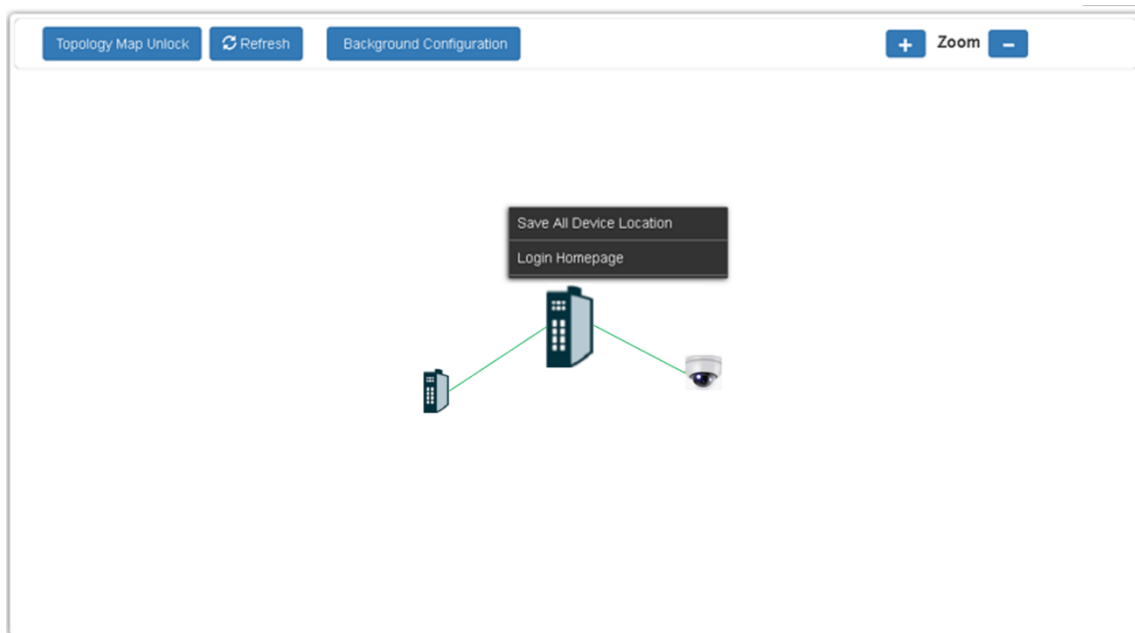 Topology Map Unlock
Refresh
Background Configuration
+ Zoom −
Save All Device Location
Login Homepage